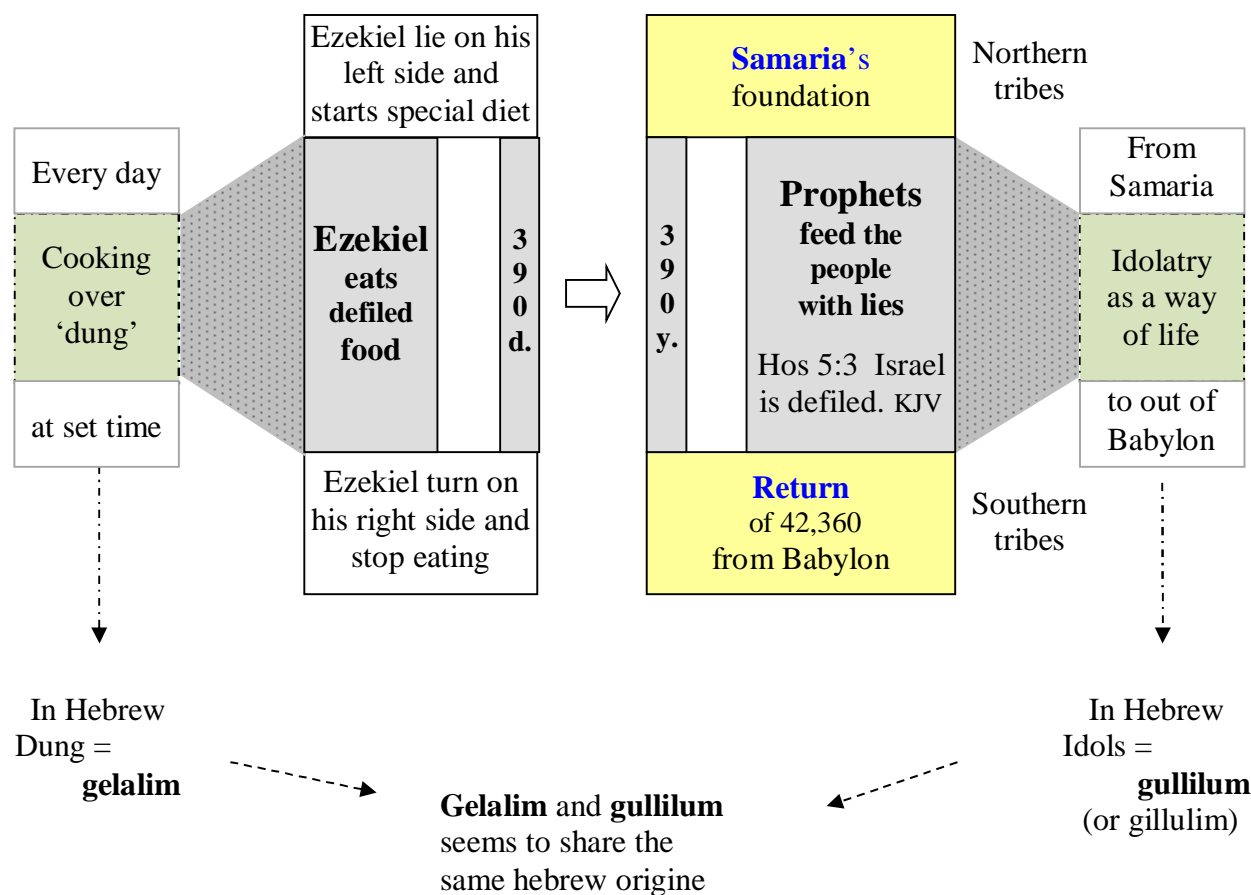 Ezekiel lie on his
left side and
starts special diet
Samaria's
foundation
Northern
tribes
Every day
Cooking
over
'dung'
at set time
Ezekiel
eats
defiled
food
3
9
0
d.
3
9
0
y.
Prophets
feed the
people
with lies
Hos 5:3 Israel
is defiled. KJV
From
Samaria
Idolatry
as a way
of life
to out of
Babylon
Ezekiel turn on
his right side and
stop eating
Return
of 42,360
from Babylon
Southern
tribes
In Hebrew
Dung =
gelalim
In Hebrew
Idols =
gullilum
(or gillulim)
Gelalim and gullilum
seems to share the
same hebrew origine